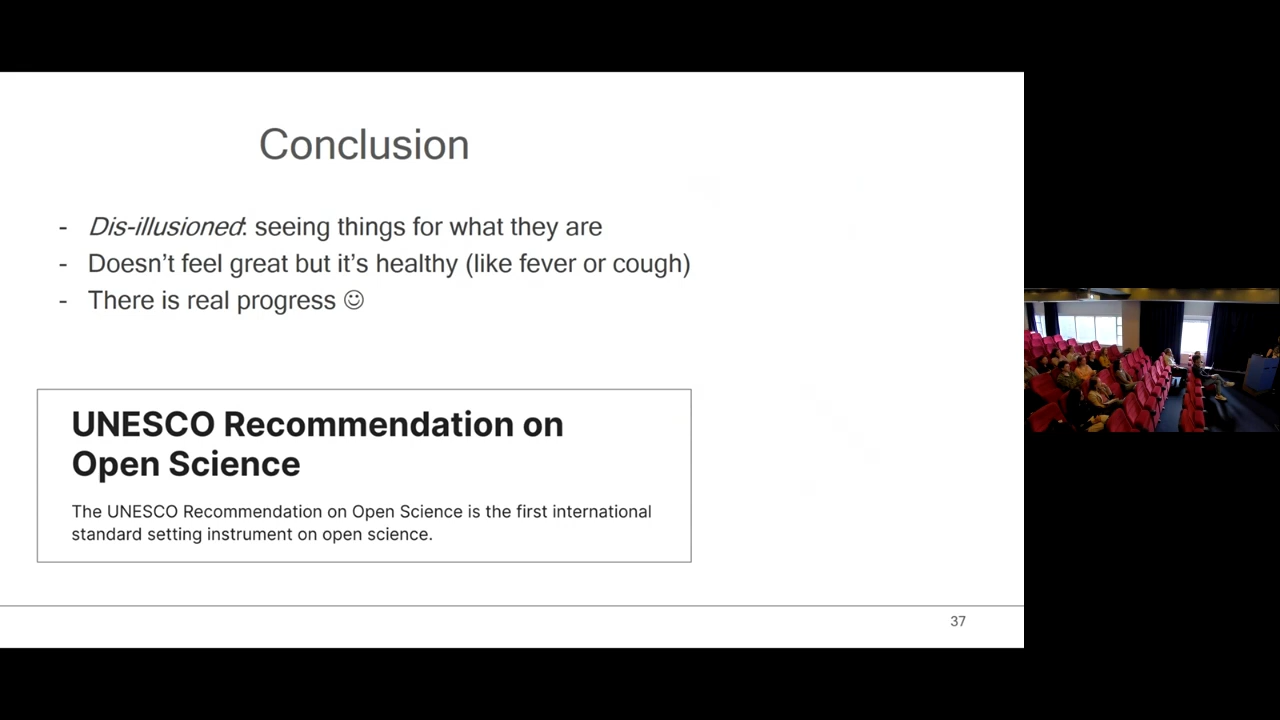 Conclusion
- Dis-illusioned: seeing things for what they are
- Doesn't feel great but it's healthy (like fever or cough)
- There is real progress ☺
UNESCO Recommendation on
Open Science
The UNESCO Recommendation on Open Science is the first international
standard setting instrument on open science.
37